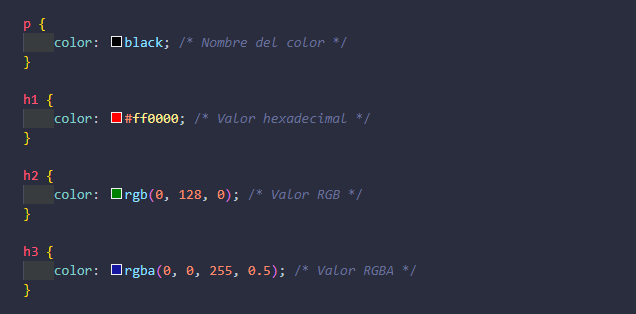 p {
color: black; /* Nombre del color */
}
h1 {
color: #ff0000; /* Valor hexadecimal */
}
h2 {
color: rgb(0, 128, 0); /* Valor RGB */
}
h3 {
color: rgba(0, 0, 255, 0.5); /* Valor RGBA */
}